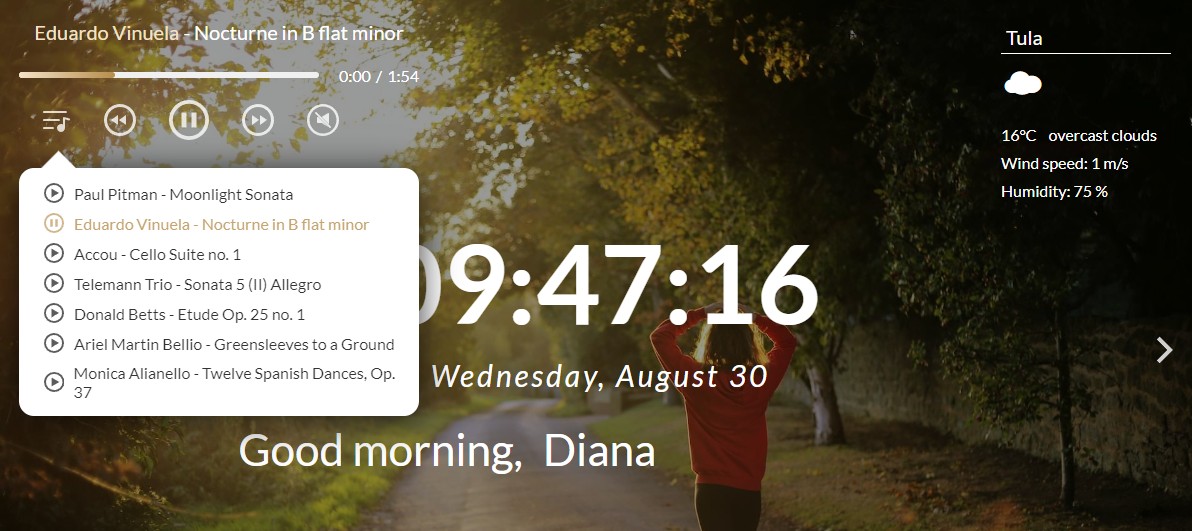 Eduardo Vinuela - Nocturne in B flat minor
0:00 / 1:54
Paul Pitman - Moonlight Sonata
Eduardo Vinuela - Nocturne in B flat minor
Accou - Cello Suite no. 1
Telemann Trio - Sonata 5 (II) Allegro
Donald Betts - Etude Op. 25 no. 1
Ariel Martin Bellio - Greensleeves to a Ground
Monica Alianello - Twelve Spanish Dances, Op.
37
Tula
16°C overcast clouds
Wind speed: 1 m/s
Humidity: 75 %
09:47:16
Wednesday, August 30
Good morning, Diana